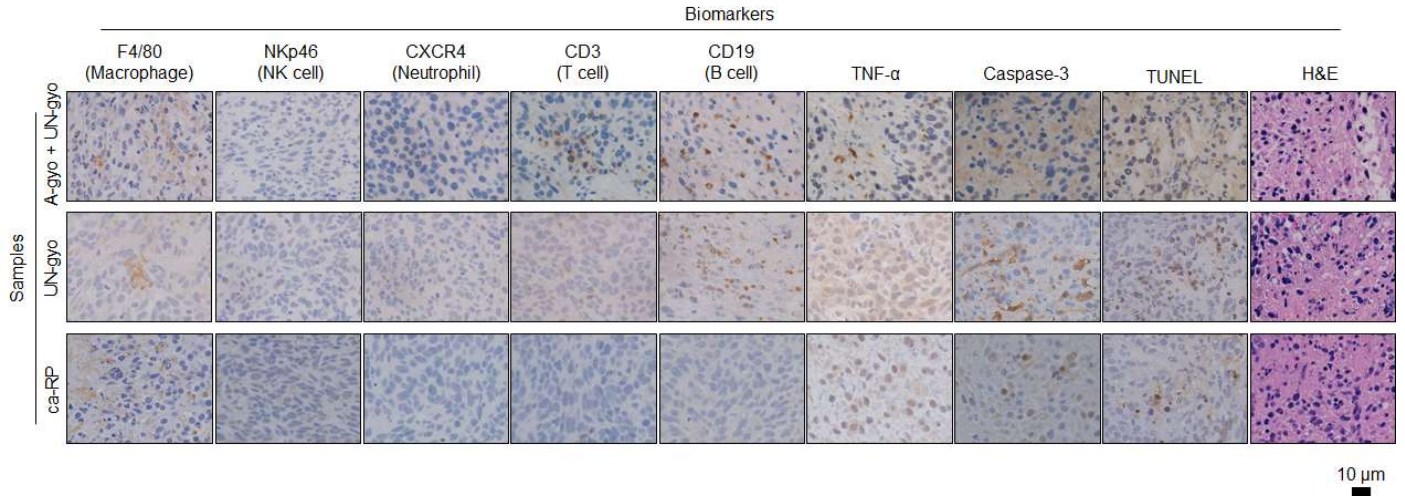 Biomarkers
F4/80
(Macrophage)
NKp46
(NK cell)
CXCR4
(Neutrophil)
CD3
(T cell)
CD19
(B cell)
TNF-α
Caspase-3
TUNEL
H&E
Samples
A-gyo + UN-gyo
UN-gyo
ca-RP
10 μm